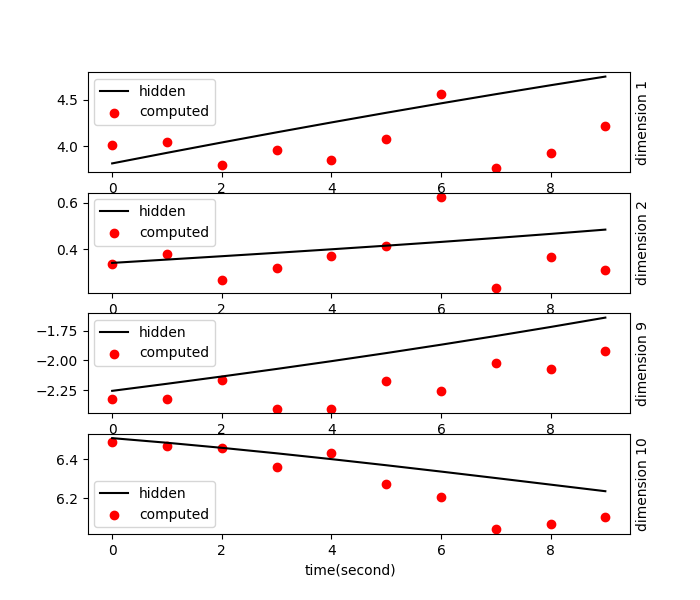 4.5
4.0
hidden
computed
dimension 1
0 2 4 6 8
0.6
0.4
hidden
computed
dimension 2
0 2 4 6 8
−1.75
−2.00
−2.25
hidden
computed
dimension 9
0 2 4 6 8
6.4
6.2
hidden
computed
dimension 10
0 2 4 6 8
time(second)